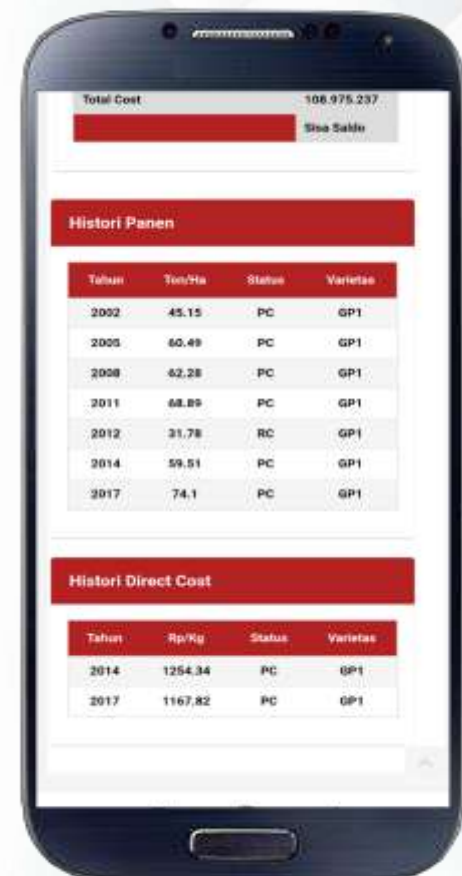 Total Cost 108.975.237
Sisa Saldo
Histori Panen
Tahun Ton/Ha Status Varietas
2002 45.15 PC GP1
2005 60.49 PC GP1
2008 62.28 PC GP1
2011 68.89 PC GP1
2012 31.78 RC GP1
2014 59.51 PC GP1
2017 74.1 PC GP1
Histori Direct Cost
Tahun Rp/Kg Status Varietas
2014 1254.34 PC GP1
2017 1167.82 PC GP1